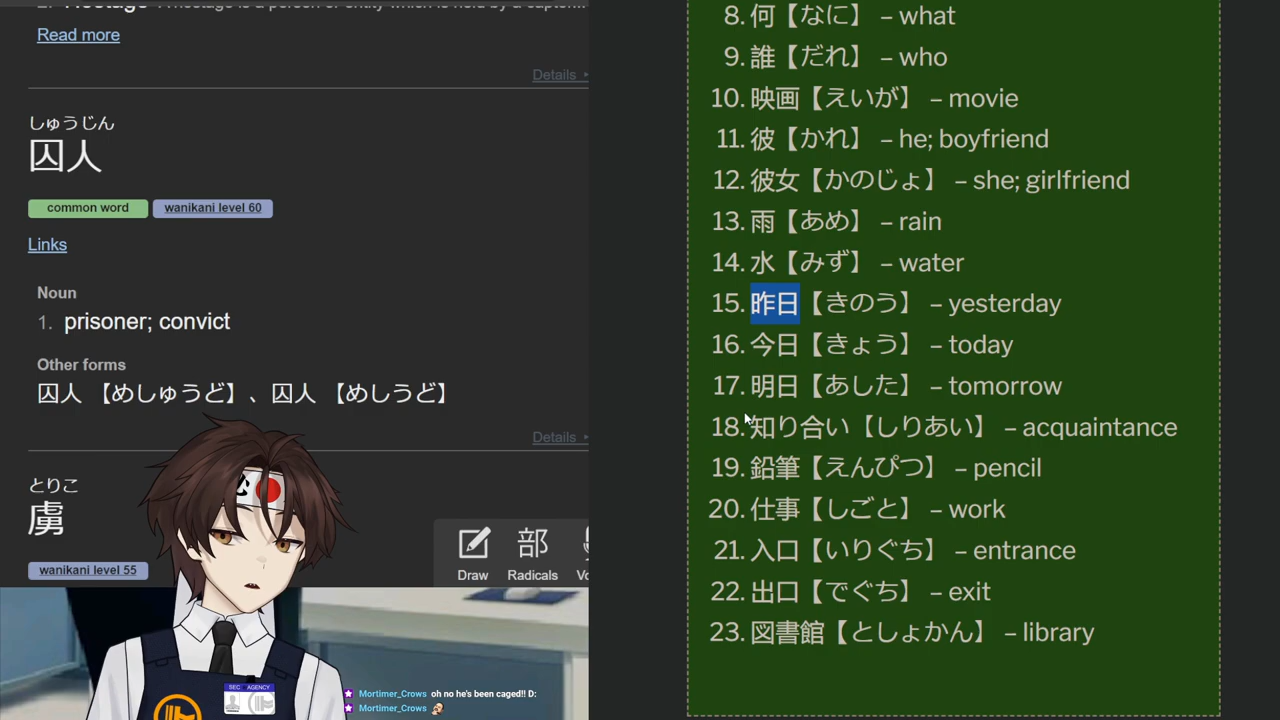 2. Hostage
Read more
Details
しゅうじん
囚人
common word
wanikani level 60
Links
Noun
1. prisoner; convict
Other forms
囚人 【めしゅうど】、囚人 【めしうど】
Details
とりこ
虜
wanikani level 55
Draw
部
Radicals
SEC AGENCY
Mortimer_Crows oh no he's been caged!! D:
Mortimer_Crows
8. 何【なに】 – what
9. 誰【だれ】 – who
10. 映画【えいが】 – movie
11. 彼【かれ】 – he; boyfriend
12. 彼女【かのじょ】 – she; girlfriend
13. 雨【あめ】 – rain
14. 水【みず】 – water
15. 昨日【きのう】 – yesterday
16. 今日【きょう】 – today
17. 明日【あした】 – tomorrow
18. 知り合い【しりあい】 – acquaintance
19. 鉛筆【えんぴつ】 – pencil
20. 仕事【しごと】 – work
21. 入口【いりぐち】 – entrance
22. 出口【でぐち】 – exit
23. 図書館【としょかん】 – library